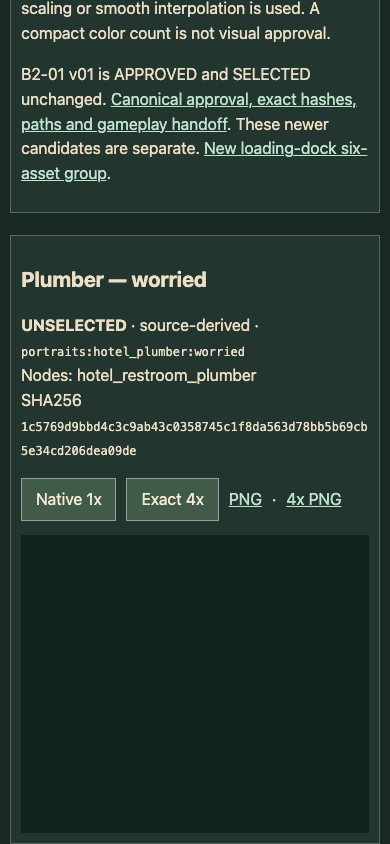 scaling or smooth interpolation is used. A
compact color count is not visual approval.
B2-01 v01 is APPROVED and SELECTED
unchanged. Canonical approval, exact hashes,
paths and gameplay handoff. These newer
candidates are separate. New loading-dock six-
asset group.
Plumber — worried
UNSELECTED · source-derived ·
portraits:hotel_plumber:worried
Nodes: hotel_restroom_plumber
SHA256
1c5769d9bbd4c3c9ab43c0358745c1f8da563d78bb5b69cb
5e34cd206dea09de
Native 1x Exact 4x PNG · 4x PNG